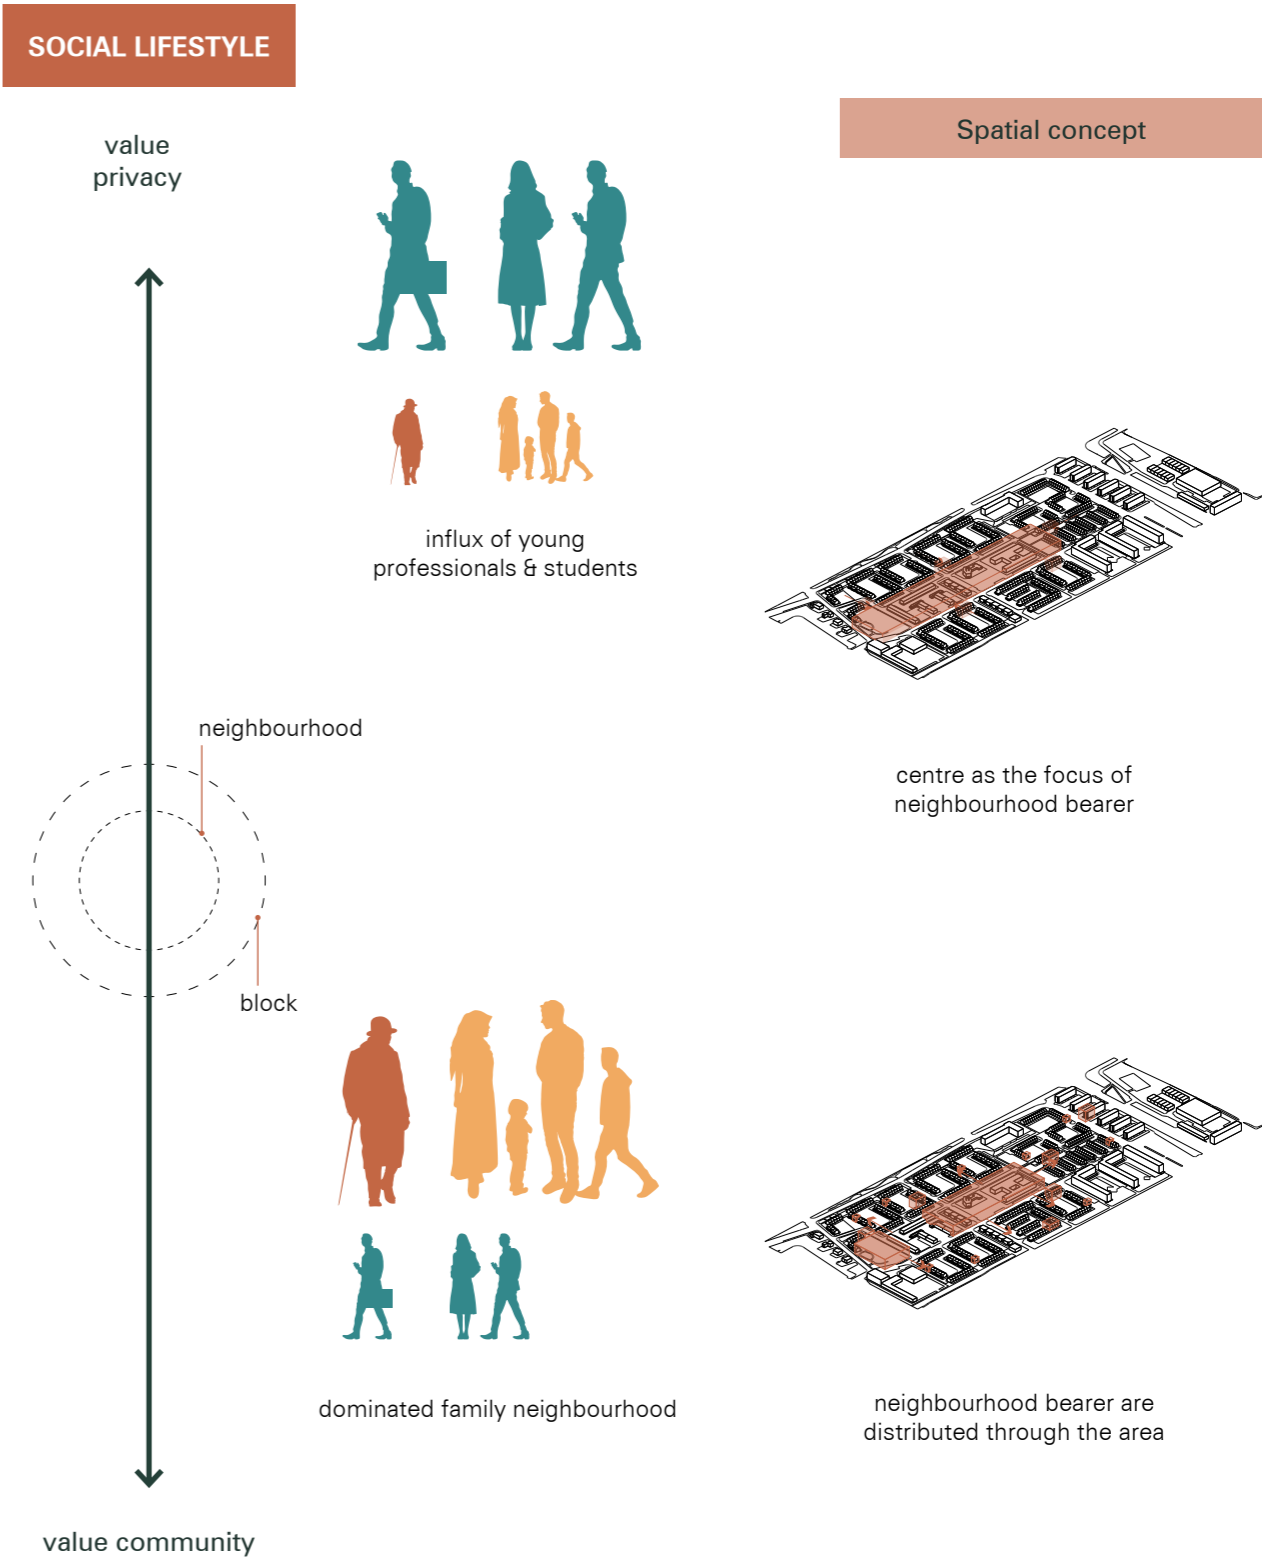 SOCIAL LIFESTYLE
Spatial concept
value
privacy
influx of young
professionals & students
neighbourhood
centre as the focus of
neighbourhood bearer
block
dominated family neighbourhood
neighbourhood bearer are
distributed through the area
value community